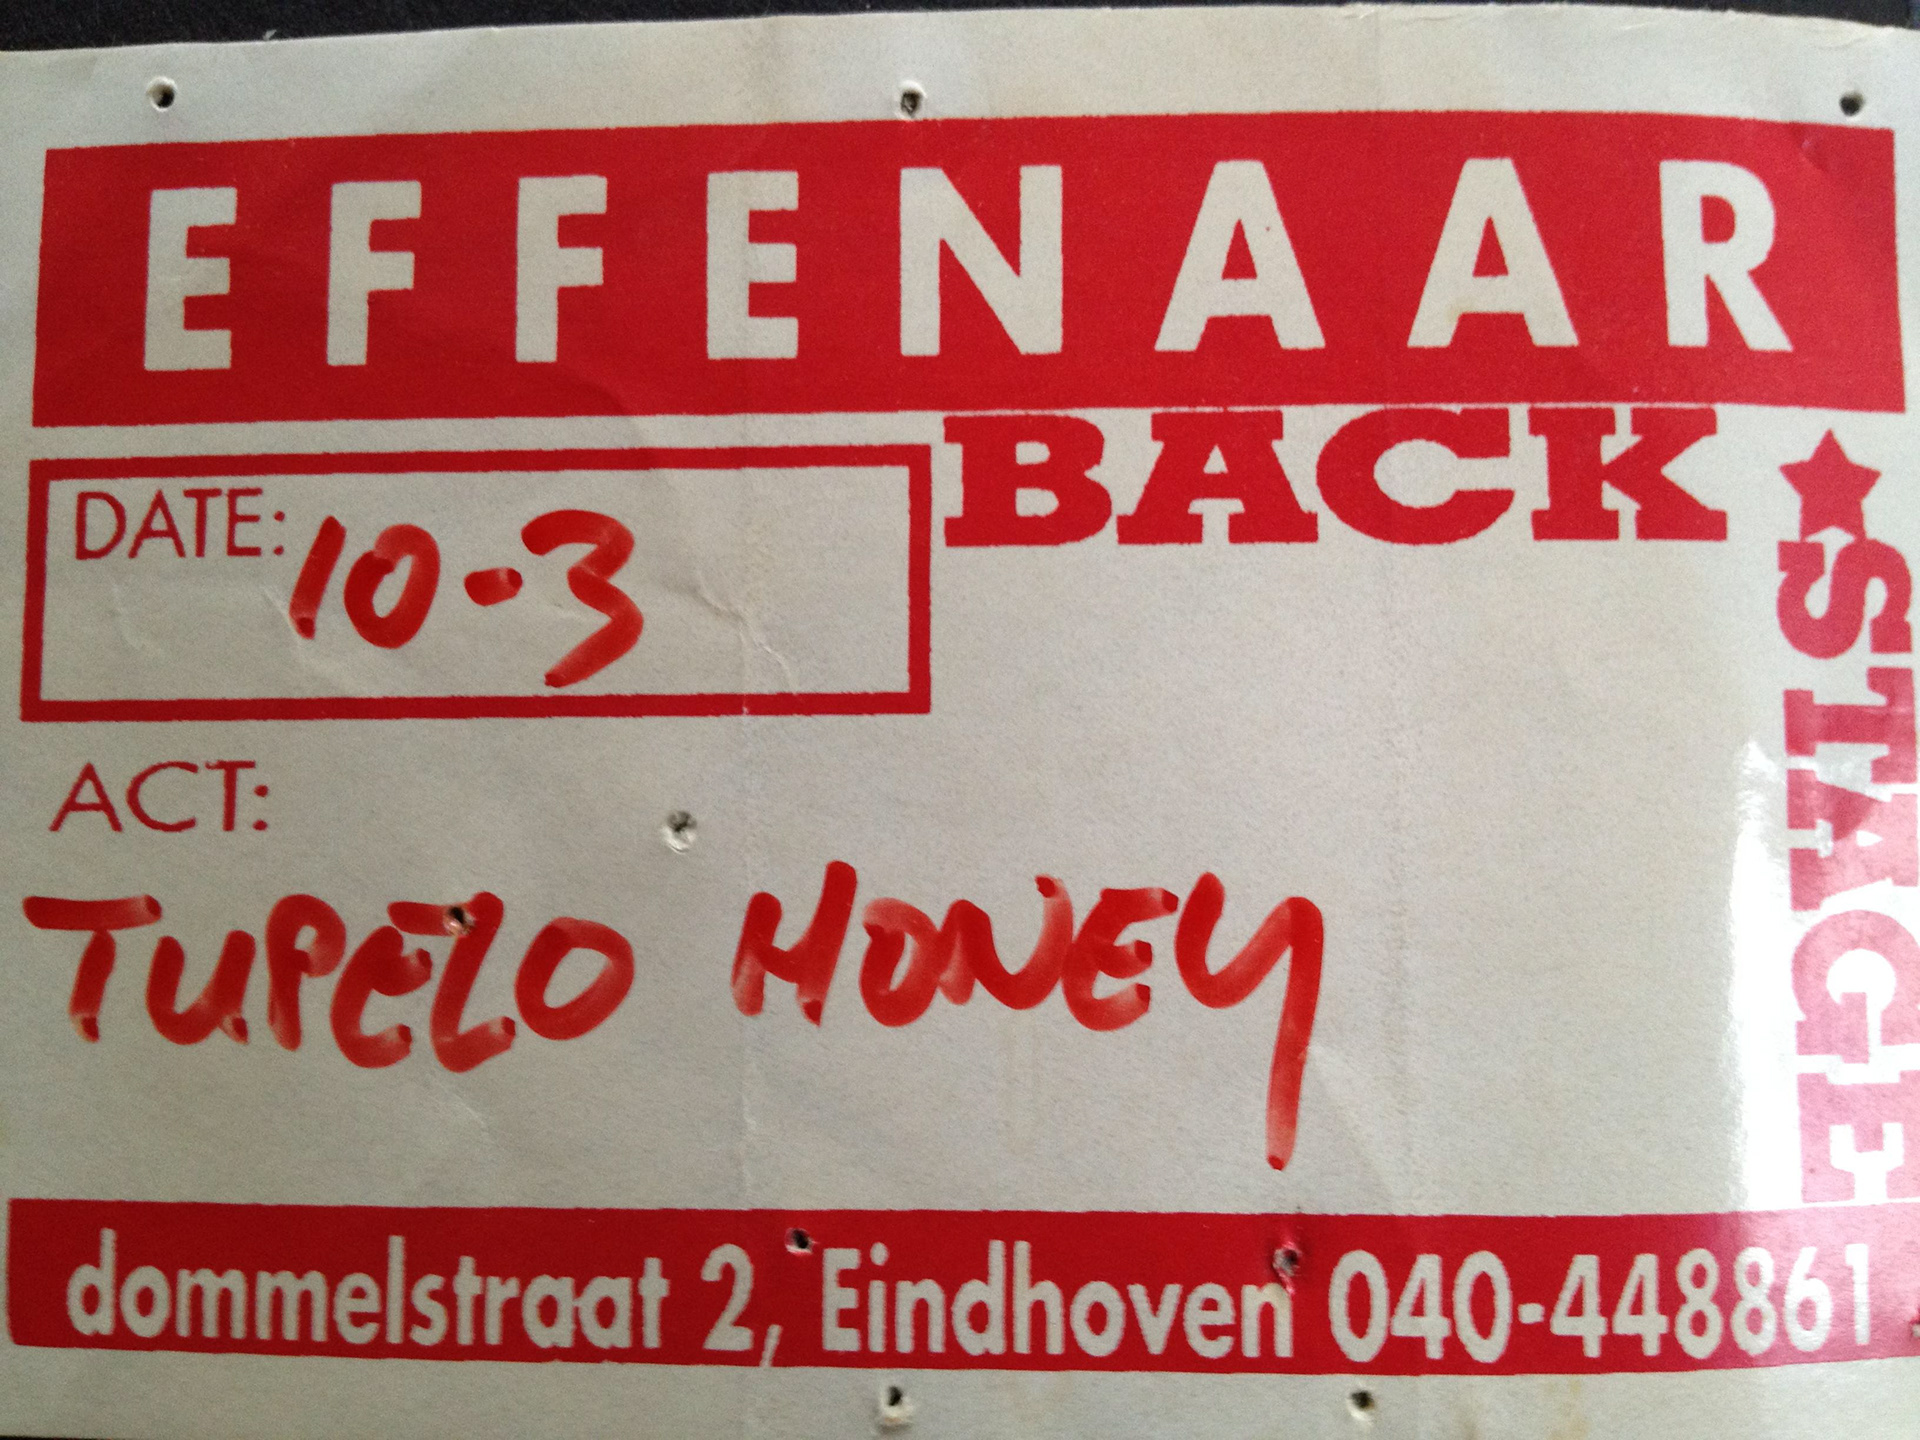 EFFENAAR
BACK
★STAGE
DATE: 10-3
ACT:
TUPELO HONEY
dommelstraat 2, Eindhoven 040-448861